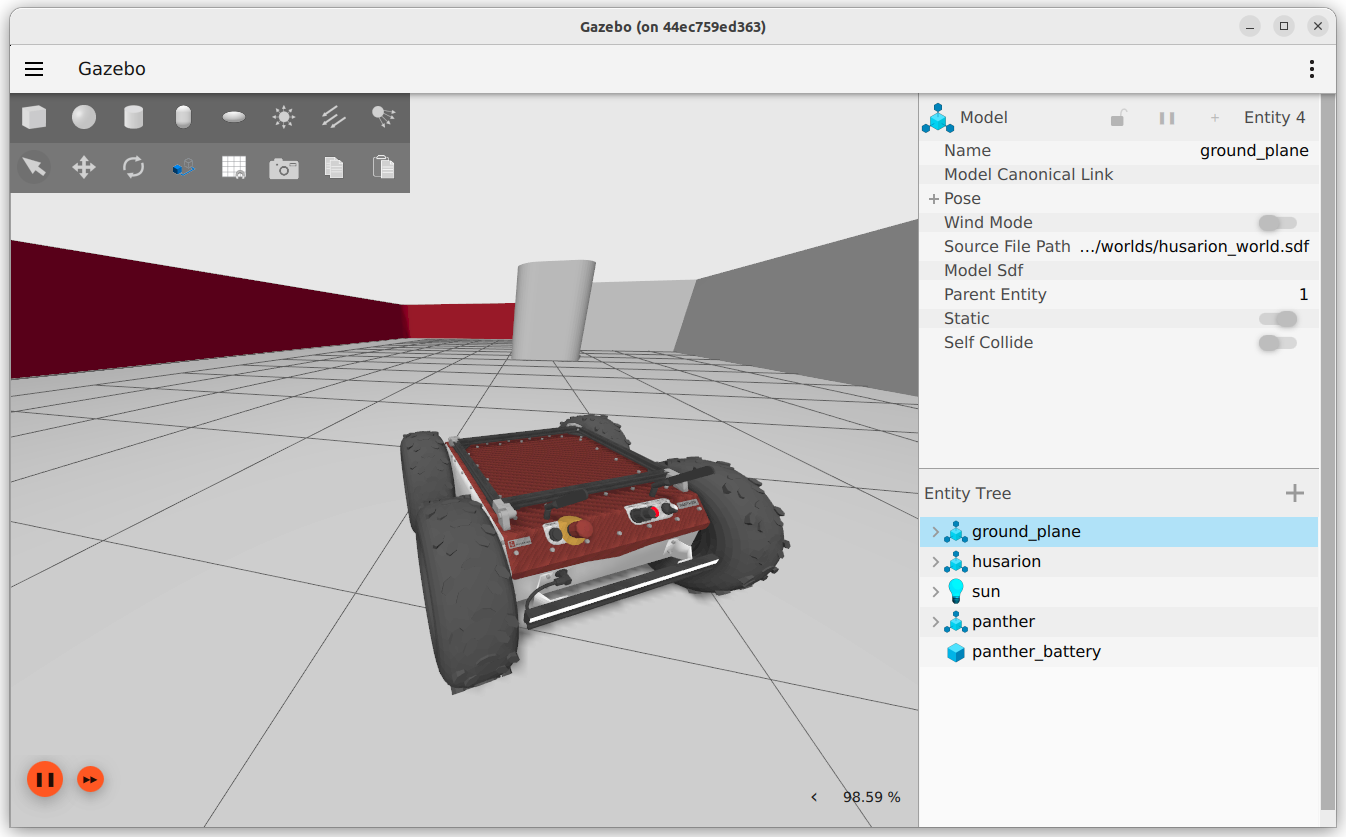 Gazebo (on 44ec759ed363)
Gazebo
Model
Entity 4
Name ground_plane
Model Canonical Link
Pose
Wind Mode
Source File Path .../worlds/husarion_world.sdf
Model Sdf
Parent Entity 1
Static
Self Collide
Entity Tree
ground_plane
husarion
sun
panther
panther_battery
98.59 %